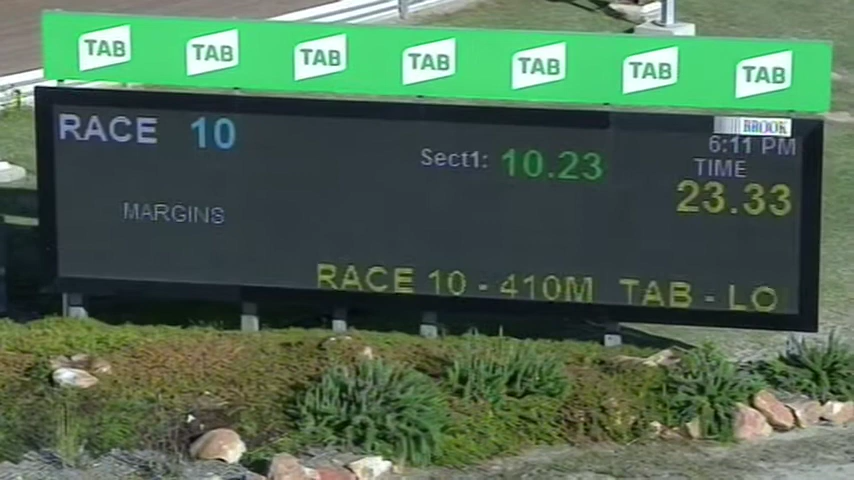 TAB TAB TAB TAB TAB TAB TAB
BROOK
RACE 10 6:11 PM
Sect1: 10.23 TIME
23.33
MARGINS
RACE 10 - 410M TAB - LO